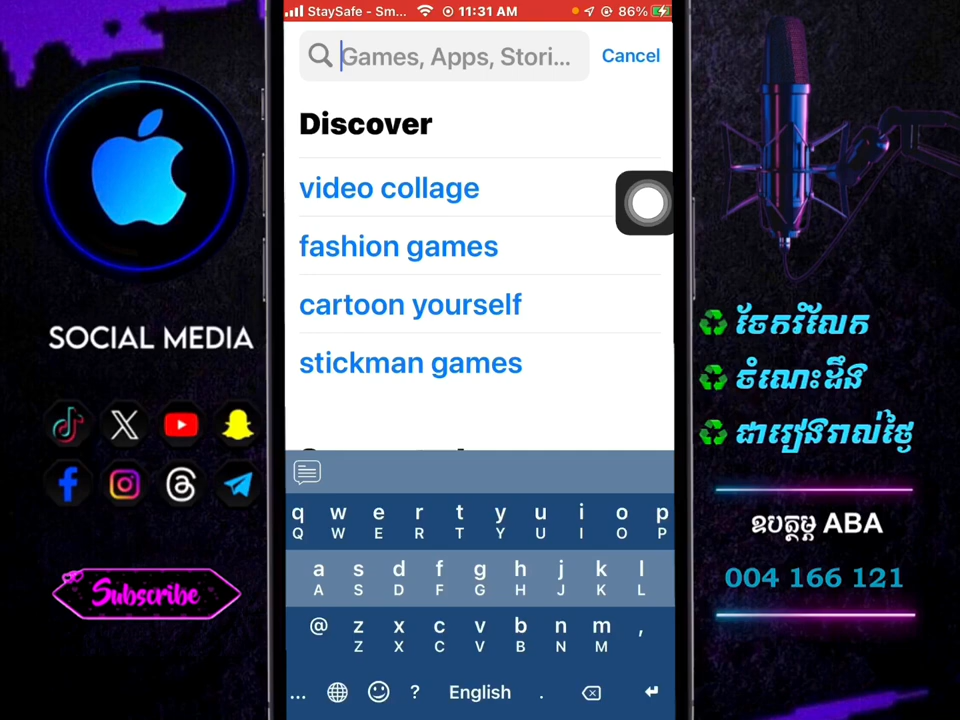 StaySafe - Sm... 11:31 AM 86%
Games, Apps, Stori... Cancel
Discover
video collage
fashion games
cartoon yourself
stickman games
q w e r t y u i o p
Q W E R T Y U I O P
a s d f g h j k l
A S D F G H J K L
@ z x c v b n m ,
Z X C V B N M
... ? English .
SOCIAL MEDIA
Subscribe
ចែករំលែក
ចំណេះដឹង
ជារៀងរាល់ថ្ងៃ
ឧបត្ថម្ភ ABA
004 166 121